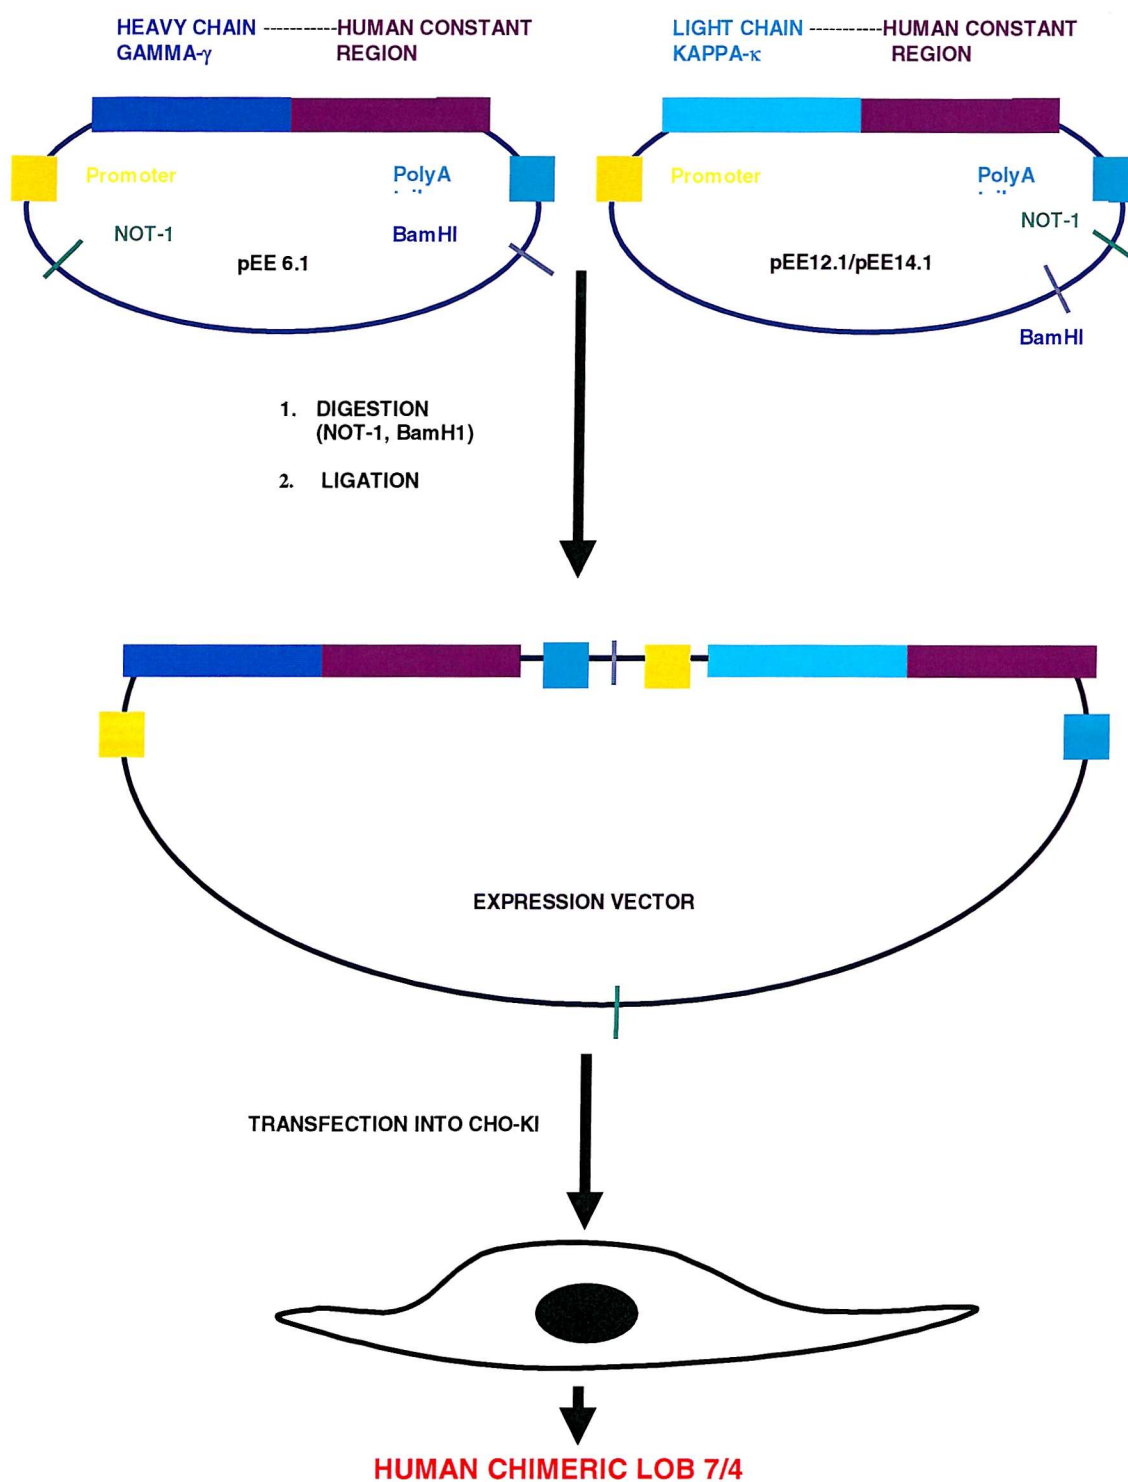 HEAVY CHAIN -----------HUMAN CONSTANT
GAMMA-γ REGION
LIGHT CHAIN -----------HUMAN CONSTANT
KAPPA-κ REGION
Promoter
PolyA
NOT-1
BamHI
pEE 6.1
Promoter
PolyA
NOT-1
pEE12.1/pEE14.1
BamHI
1. DIGESTION
(NOT-1, BamH1)
2. LIGATION
EXPRESSION VECTOR
TRANSFECTION INTO CHO-KI
HUMAN CHIMERIC LOB 7/4